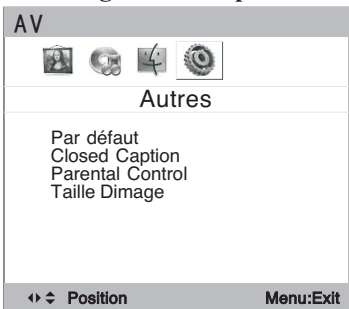 AV
Autres
Par défaut
Closed Caption
Parental Control
Taille Dimage
Position Menu:Exit